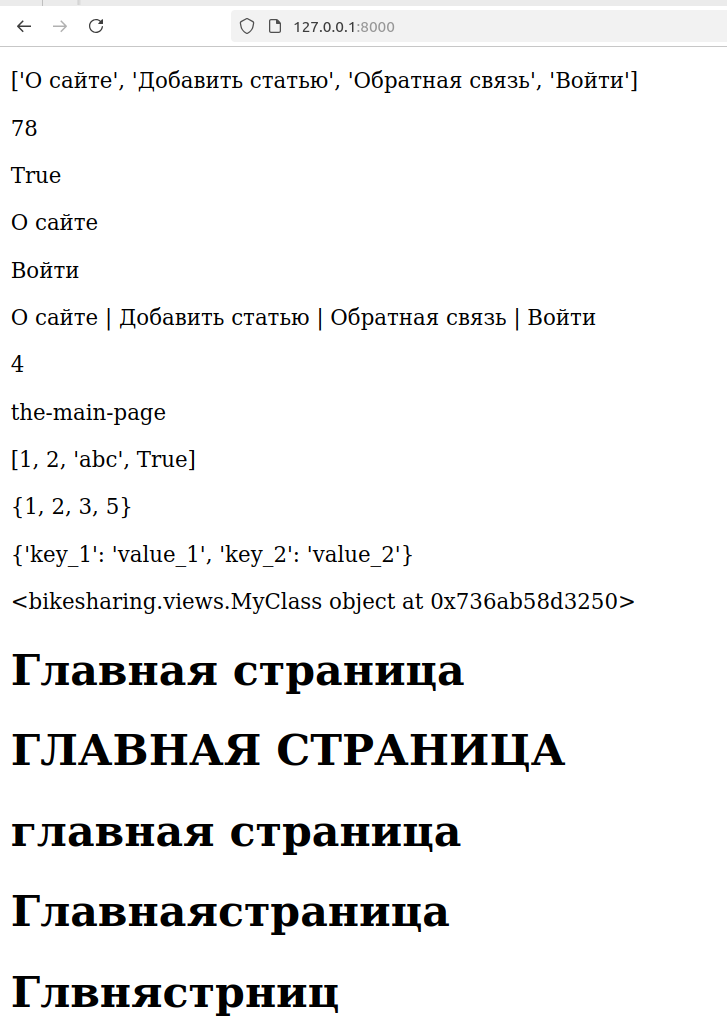 127.0.0.1:8000
['О сайте', 'Добавить статью', 'Обратная связь', 'Войти']
78
True
О сайте
Войти
О сайте | Добавить статью | Обратная связь | Войти
4
the-main-page
[1, 2, 'abc', True]
{1, 2, 3, 5}
{'key_1': 'value_1', 'key_2': 'value_2'}
<bikesharing.views.MyClass object at 0x736ab58d3250>
Главная страница
ГЛАВНАЯ СТРАНИЦА
главная страница
Главнаястраница
Глвнястрниц